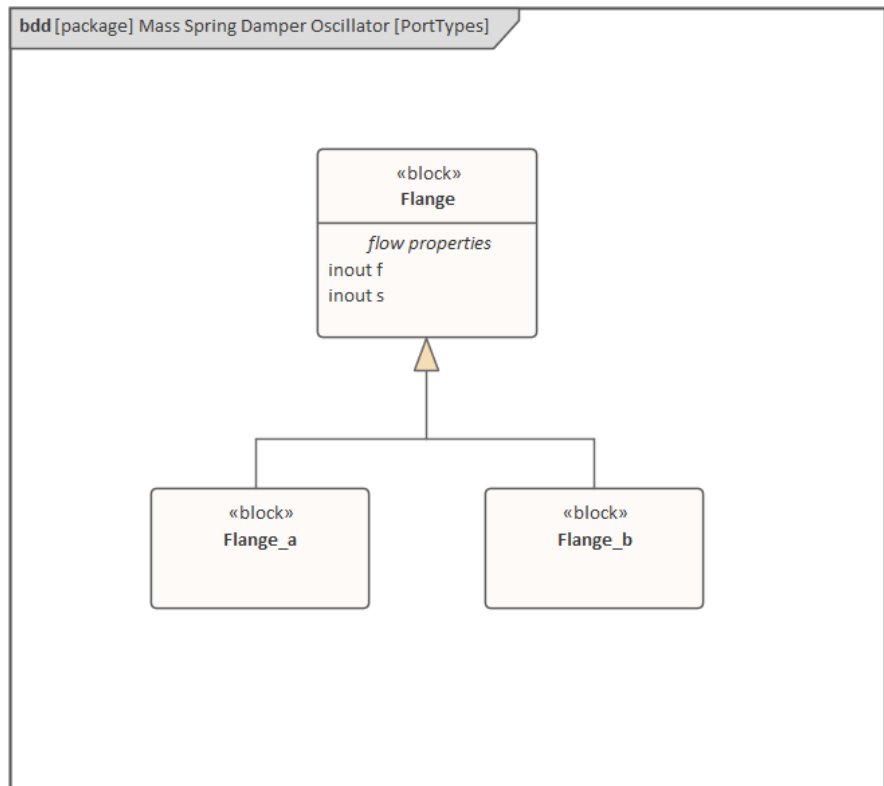 bdd [package] Mass Spring Damper Oscillator [PortTypes]
«block»
Flange
flow properties
inout f
inout s
«block»
Flange_a
«block»
Flange_b